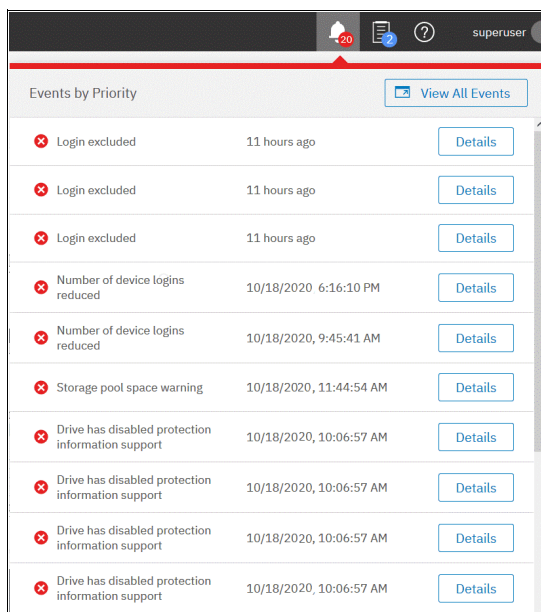 20
2
?
superuser
Events by Priority
View All Events
Login excluded 11 hours ago Details
Login excluded 11 hours ago Details
Login excluded 11 hours ago Details
Number of device logins
reduced
10/18/2020 6:16:10 PM Details
Number of device logins
reduced
10/18/2020, 9:45:41 AM Details
Storage pool space warning 10/18/2020, 11:44:54 AM Details
Drive has disabled protection
information support
10/18/2020, 10:06:57 AM Details
Drive has disabled protection
information support
10/18/2020, 10:06:57 AM Details
Drive has disabled protection
information support
10/18/2020, 10:06:57 AM Details
Drive has disabled protection
information support
10/18/2020, 10:06:57 AM Details